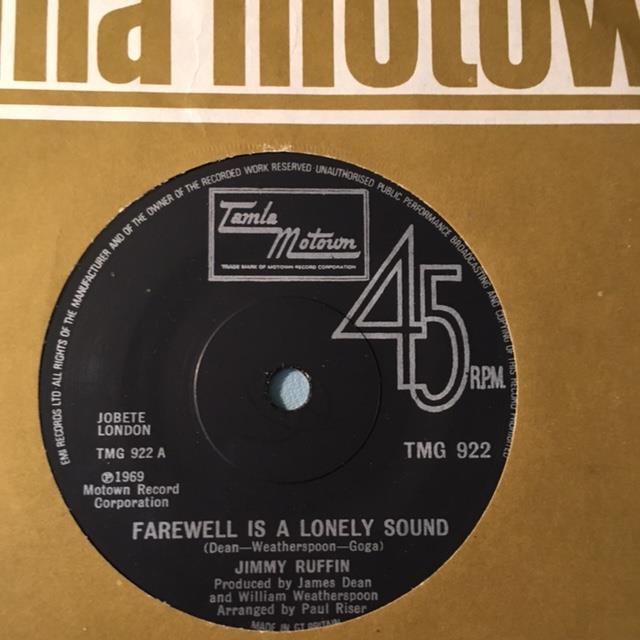 mla motow
EMI RECORDS LTD ALL RIGHTS OF THE MANUFACTURER AND OF THE OWNER OF THE RECORDED WORK RESERVED UNAUTHORISED PUBLIC PERFORMANCE BROADCASTING AND COPYING OF THIS RECORD PROHIBITED
Tamla
Motown
TRADE MARK OF MOTOWN RECORD CORPORATION
45
R.P.M.
JOBETE
LONDON
TMG 922 A
TMG 922
℗1969
Motown Record
Corporation
FAREWELL IS A LONELY SOUND
(Dean—Weatherspoon—Goga)
JIMMY RUFFIN
Produced by James Dean
and William Weatherspoon
Arranged by Paul Riser
MADE IN GT BRITAIN